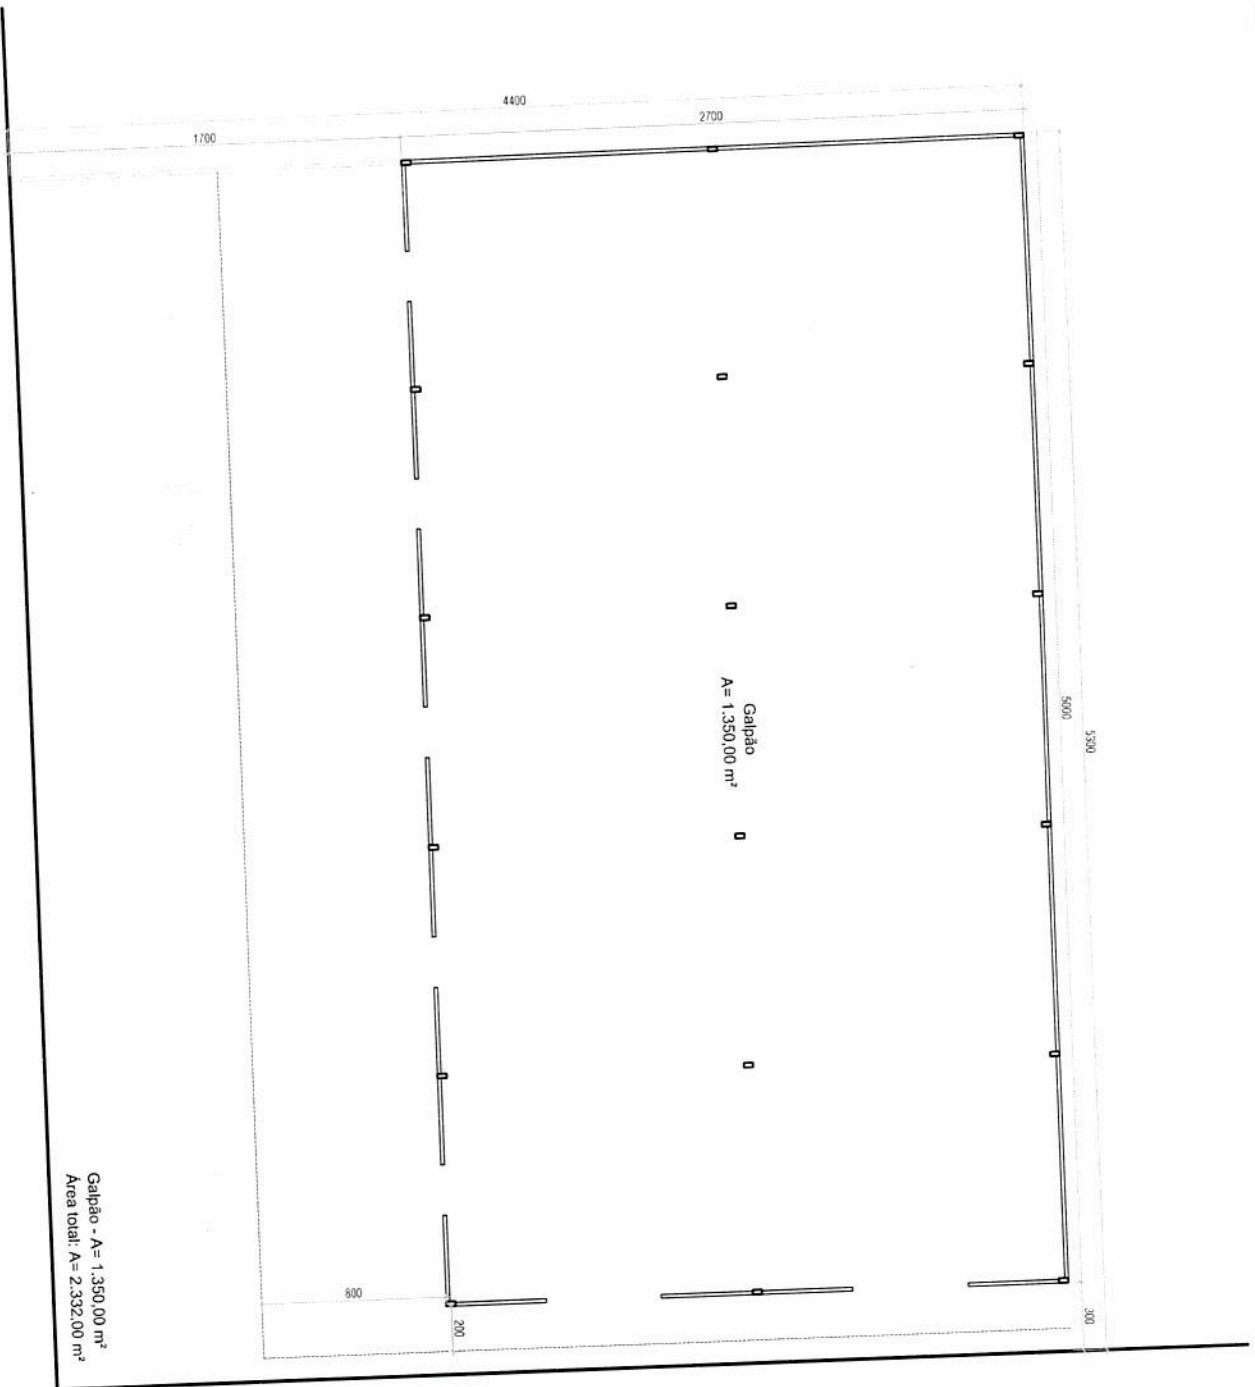 4400
2700
1700
Galpão
A= 1.350,00 m²
5000
5300
800
200
300
Galpão - A= 1.350,00 m²
Área total: A= 2.332,00 m²